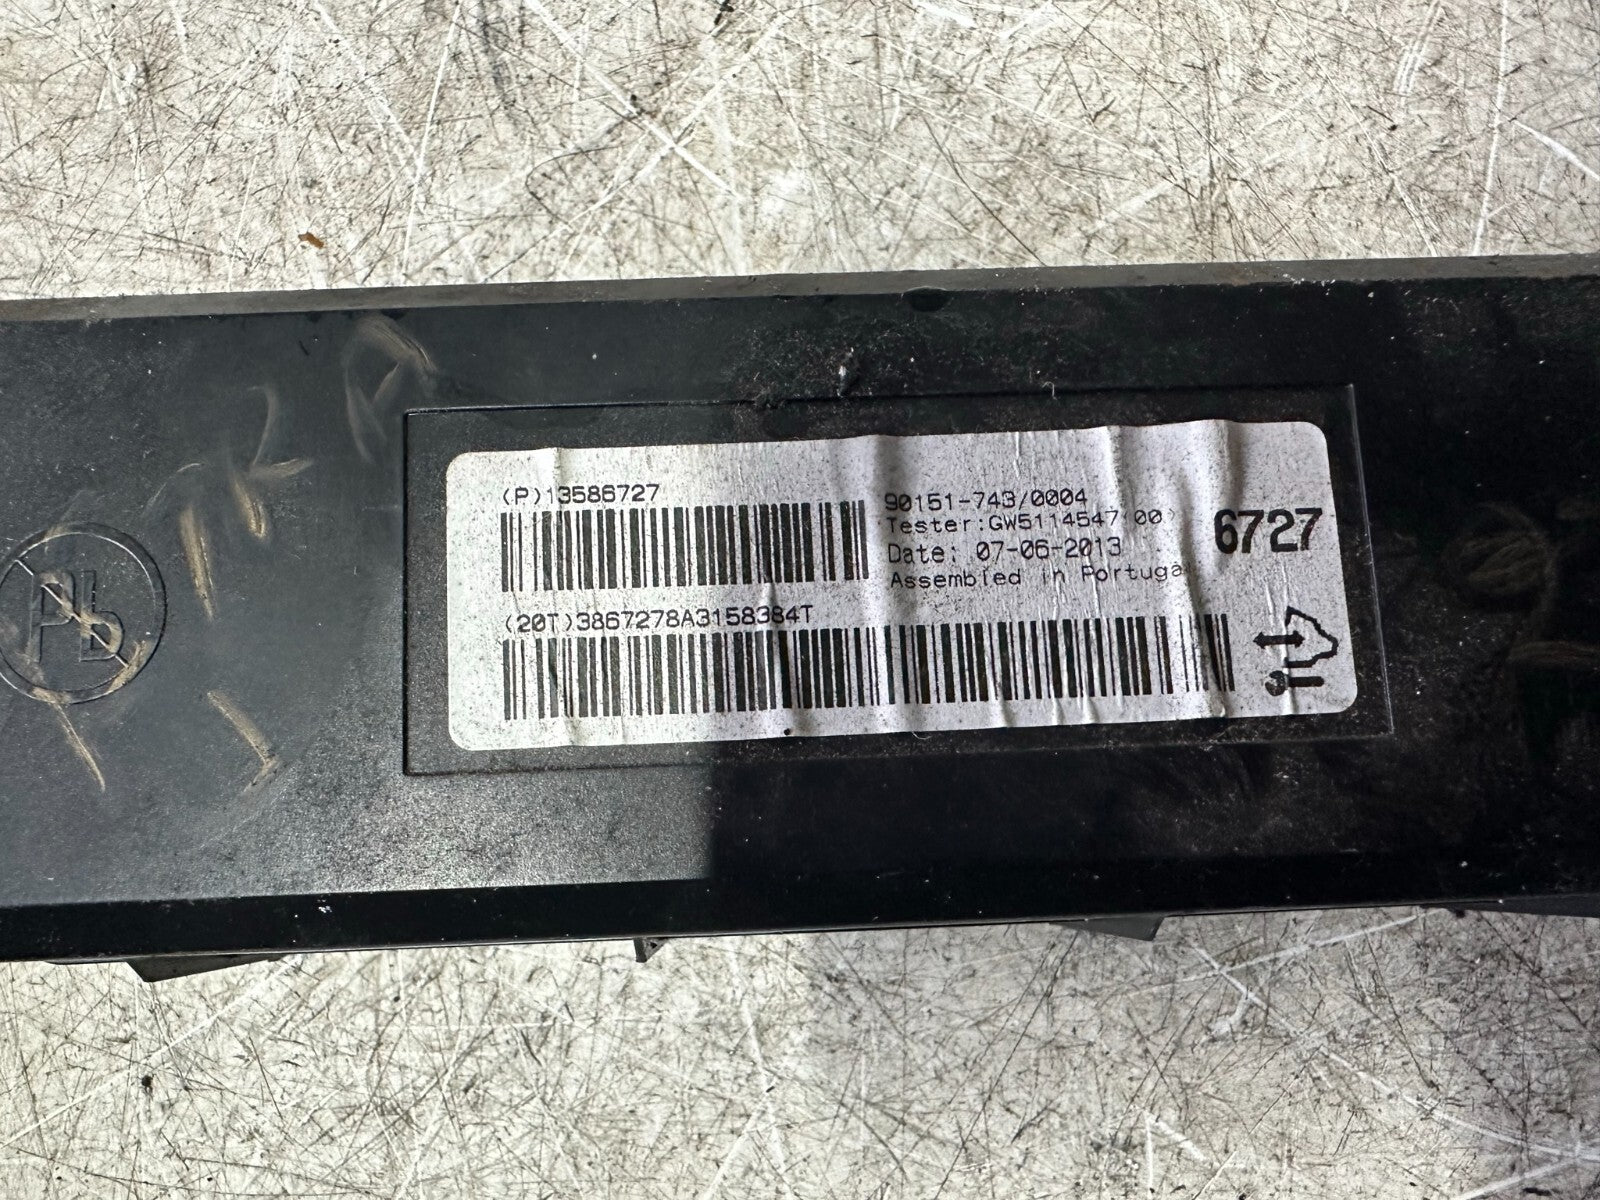 (P)13586727
90151-743/0004
Tester:GW5114547 00
Date: 07-06-2013
Assembled in Portugal
6727
(20T)3867278A3158384T
Pb